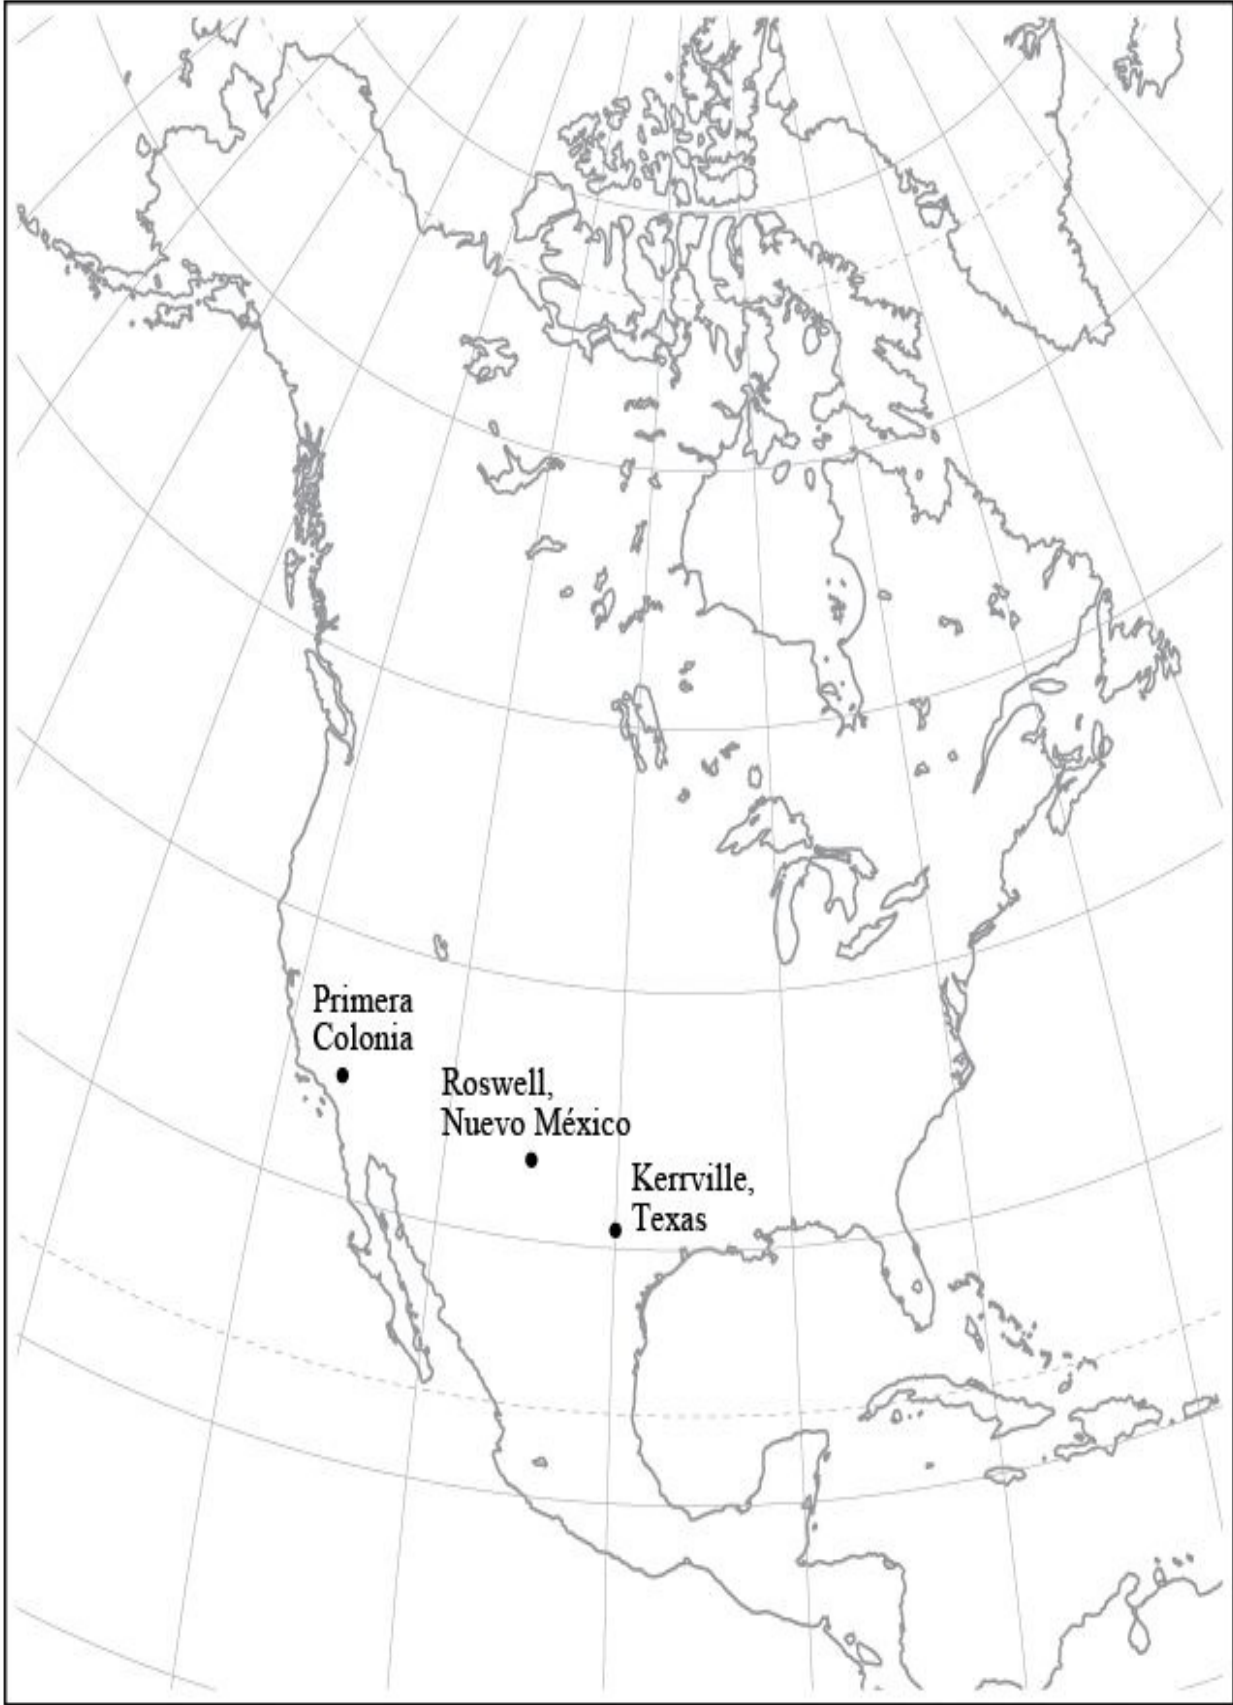 Primera
Colonia
Roswell,
Nuevo México
Kerrville,
Texas